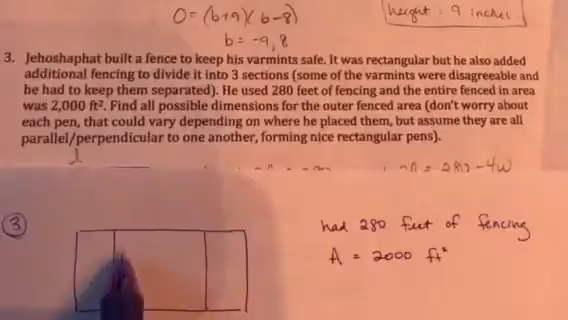 0 = (b+9)(b-8)
height: 9 inches
b = -9, 8
3. Jehoshaphat built a fence to keep his varmints safe. It was rectangular but he also added
additional fencing to divide it into 3 sections (some of the varmints were disagreeable and
he had to keep them separated). He used 280 feet of fencing and the entire fenced in area
was 2,000 ft². Find all possible dimensions for the outer fenced area (don't worry about
each pen, that could vary depending on where he placed them, but assume they are all
parallel/perpendicular to one another, forming nice rectangular pens).
l
= 280-4W
3
had 280 feet of fencing
A = 2000 ft²